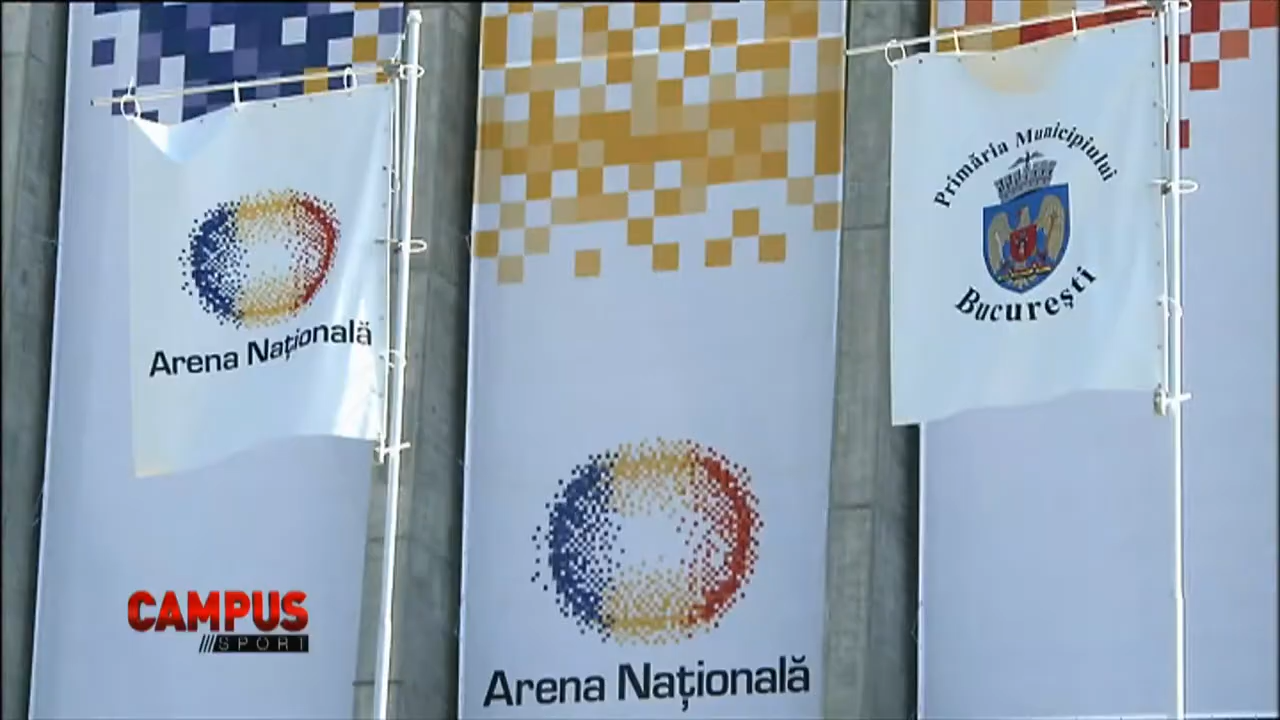 Arena Națională
Primăria Municipiului
București
Arena Națională
CAMPUS
SPORT